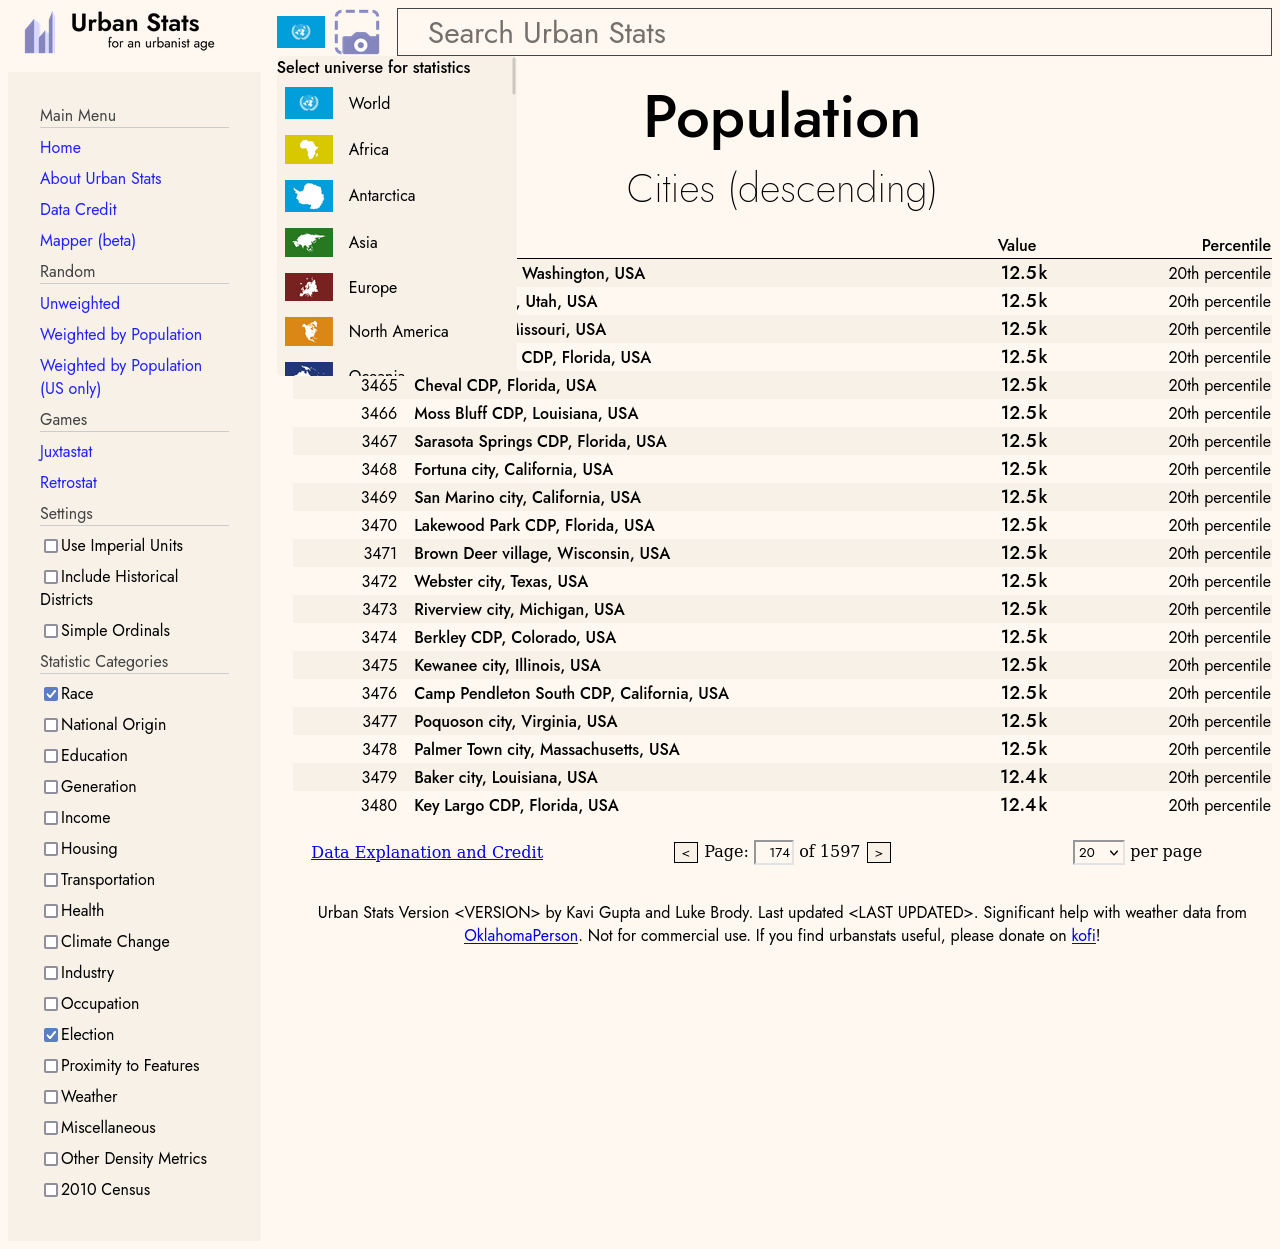 Urban Stats
for an urbanist age
Search Urban Stats
Select universe for statistics
World
Africa
Antarctica
Asia
Europe
North America
Main Menu
Home
About Urban Stats
Data Credit
Mapper (beta)
Random
Unweighted
Weighted by Population
Weighted by Population
(US only)
Games
Juxtastat
Retrostat
Settings
Use Imperial Units
Include Historical
Districts
Simple Ordinals
Statistic Categories
Race
National Origin
Education
Generation
Income
Housing
Transportation
Health
Climate Change
Industry
Occupation
Election
Proximity to Features
Weather
Miscellaneous
Other Density Metrics
2010 Census
Population
Cities (descending)
Value Percentile
Washington, USA 12.5k 20th percentile
, Utah, USA 12.5k 20th percentile
Missouri, USA 12.5k 20th percentile
CDP, Florida, USA 12.5k 20th percentile
3465 Cheval CDP, Florida, USA 12.5k 20th percentile
3466 Moss Bluff CDP, Louisiana, USA 12.5k 20th percentile
3467 Sarasota Springs CDP, Florida, USA 12.5k 20th percentile
3468 Fortuna city, California, USA 12.5k 20th percentile
3469 San Marino city, California, USA 12.5k 20th percentile
3470 Lakewood Park CDP, Florida, USA 12.5k 20th percentile
3471 Brown Deer village, Wisconsin, USA 12.5k 20th percentile
3472 Webster city, Texas, USA 12.5k 20th percentile
3473 Riverview city, Michigan, USA 12.5k 20th percentile
3474 Berkley CDP, Colorado, USA 12.5k 20th percentile
3475 Kewanee city, Illinois, USA 12.5k 20th percentile
3476 Camp Pendleton South CDP, California, USA 12.5k 20th percentile
3477 Poquoson city, Virginia, USA 12.5k 20th percentile
3478 Palmer Town city, Massachusetts, USA 12.5k 20th percentile
3479 Baker city, Louisiana, USA 12.4k 20th percentile
3480 Key Largo CDP, Florida, USA 12.4k 20th percentile
Data Explanation and Credit < Page: 174 of 1597 > 20 per page
Urban Stats Version <VERSION> by Kavi Gupta and Luke Brody. Last updated <LAST UPDATED>. Significant help with weather data from
OklahomaPerson. Not for commercial use. If you find urbanstats useful, please donate on kofi!